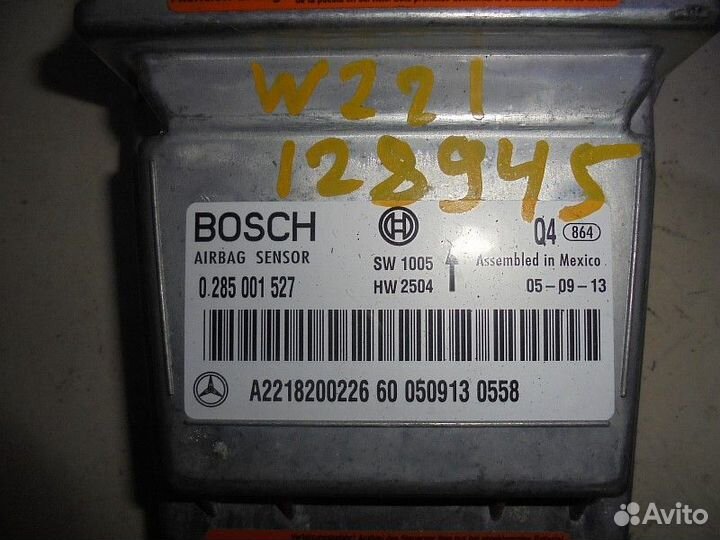 W221
128945
BOSCH
Q4 864
AIRBAG SENSOR
SW 1005
Assembled in Mexico
0 285 001 527
HW 2504
05-09-13
A2218200226 60 050913 0558
Avito